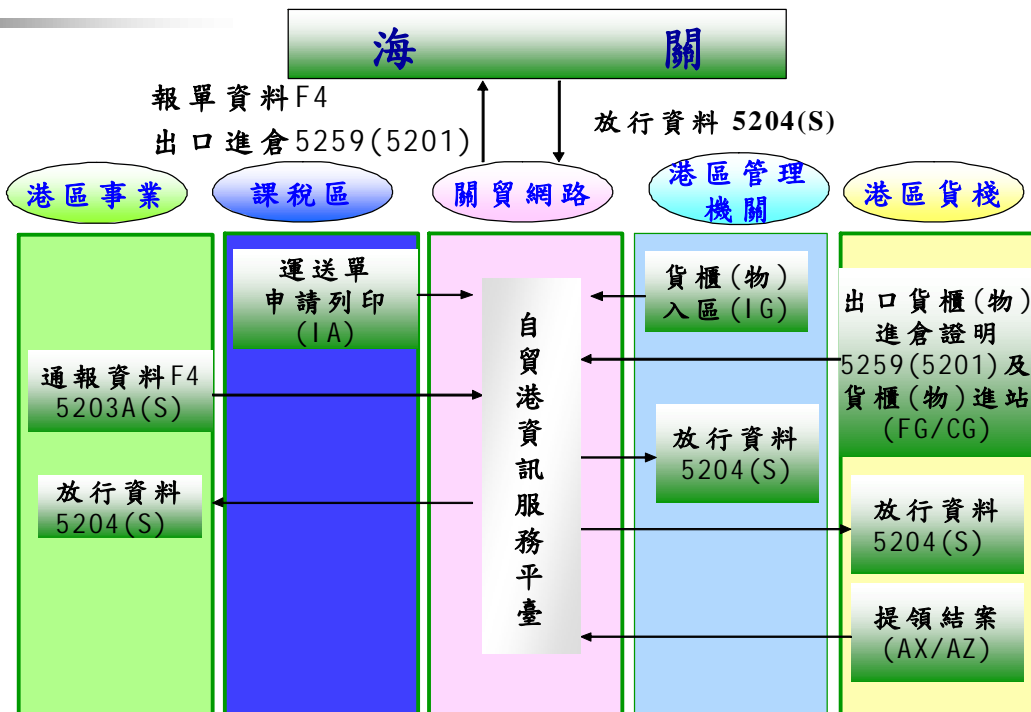 海 關
報單資料F4
出口進倉5259(5201)
放行資料 5204(S)
港區事業
課稅區
關貿網路
港區管理
機關
港區貨棧
運送單
申請列印
(IA)
貨櫃(物)
入區(IG)
出口貨櫃(物)
進倉證明
5259(5201)及
貨櫃(物)進站
(FG/CG)
通報資料F4
5203A(S)
自
貿
港
資
訊
服
務
平
臺
放行資料
5204(S)
放行資料
5204(S)
放行資料
5204(S)
提領結案
(AX/AZ)